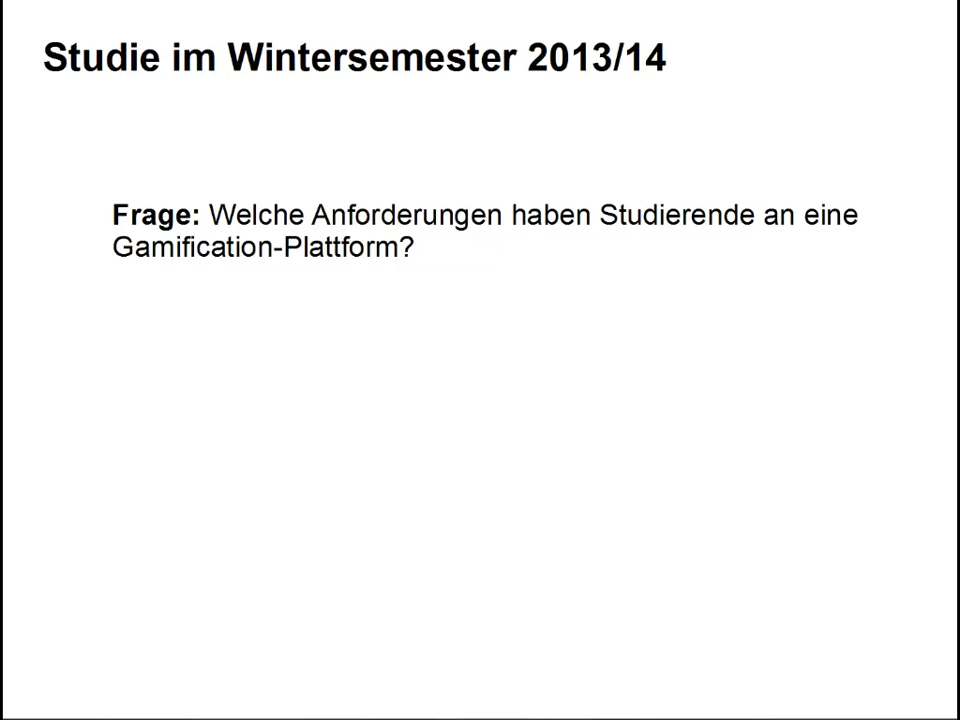 Studie im Wintersemester 2013/14
Frage: Welche Anforderungen haben Studierende an eine
Gamification-Plattform?